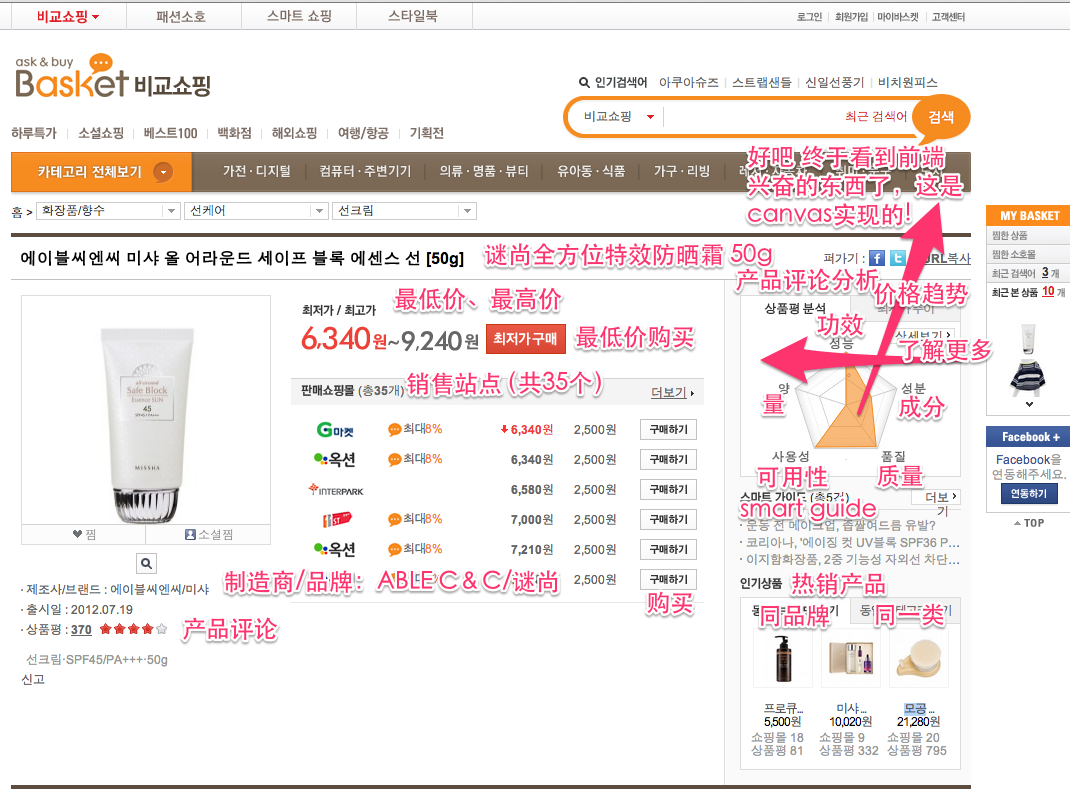 비교쇼핑 패션소호 스마트 쇼핑 스타일북 로그인 회원가입 마이바스켓 고객센터
ask & buy
Basket 비교쇼핑
인기검색어 아쿠아슈즈 스트랩샌들 신일선풍기 비치원피스
비교쇼핑 최근 검색어 검색
하루특가 소셜쇼핑 베스트100 백화점 해외쇼핑 여행/항공 기획전
카테고리 전체보기 가전·디지털 컴퓨터·주변기기 의류·명품·뷰티 유아동·식품 가구·리빙
好吧,终于看到前端
兴奋的东西了，这是
canvas实现的!
홈 > 화장품/향수 선케어 선크림
에이블씨엔씨 미샤 올 어라운드 세이프 블록 에센스 선 [50g] 谜尚全方位特效防晒霜 50g
퍼가기 : URL복사
MY BASKET
찜한 상품
찜한 소호몰
최근 검색어 3 개
최근 본 상품 10 개
Facebook +
Facebook을
연동해주세요.
연동하기
TOP
all around
Safe Block
Essence SUN
45
SPF45 / PA+++
MISSHA
찜 소셜찜
최저가 / 최고가 最低价、最高价
6,340원~9,240원 최저가구매 最低价购买
판매쇼핑몰 (총35개) 销售站点（共35个） 더보기
G마켓 최대8% 6,340원 2,500원 구매하기
옥션 최대8% 6,340원 2,500원 구매하기
INTERPARK 6,580원 2,500원 구매하기
11ST 최대8% 7,000원 2,500원 구매하기
옥션 최대8% 7,210원 2,500원 구매하기
2,500원 구매하기
购买
· 제조사/브랜드 : 에이블씨엔씨/미샤 制造商/品牌：ABLE C & C/谜尚
· 출시일 : 2012.07.19
· 상품평 : 370 产品评论
선크림·SPF45/PA+++·50g
신고
产品评论分析 价格趋势
상품평 분석
功效 상세보기 了解更多
성능
양 성분
量 成分
사용성 품질
可用性 质量
스마트 가이드 (총5건) 더보기
smart guide
· 운동 전 메이크업, 좁쌀여드름 유발?
· 코리아나, '에이징 컷 UV블록 SPF36 P...
· 이지함화장품, 2중 기능성 자외선 차단...
인기상품 热销产品
同品牌 同一类
프로큐... 미샤... 모공...
5,500원 10,020원 21,280원
쇼핑몰 18 쇼핑몰 9 쇼핑몰 20
상품평 81 상품평 332 상품평 795